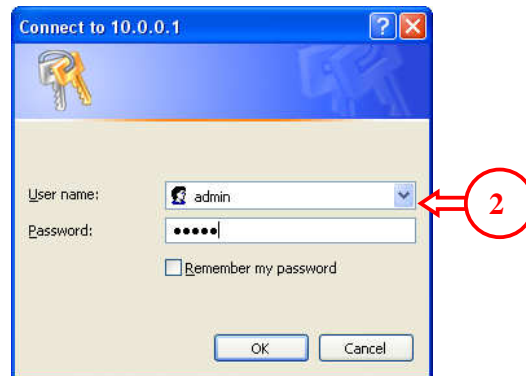 Connect to 10.0.0.1
User name:
admin
2
Password:
•••••
Remember my password
OK
Cancel